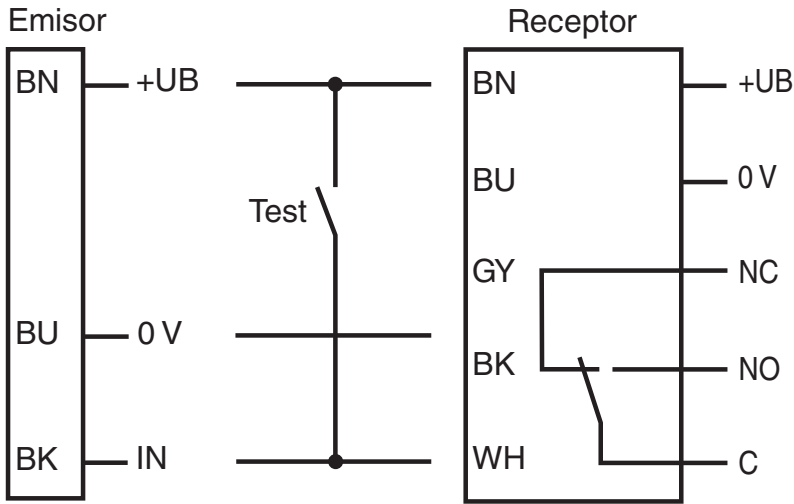 Emisor
BN +UB
Test
BU 0 V
BK IN
Receptor
BN +UB
BU 0 V
GY NC
BK NO
WH C